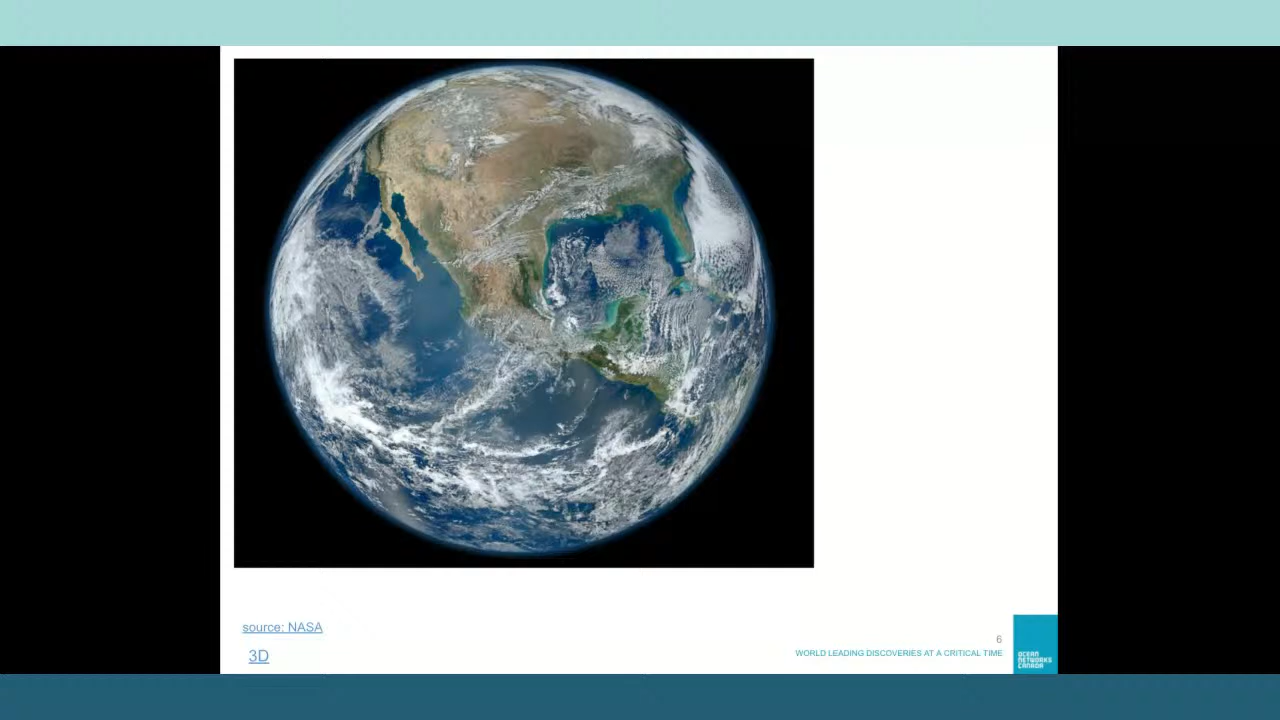 source: NASA
3D
6
WORLD LEADING DISCOVERIES AT A CRITICAL TIME
OCEAN
NETWORKS
CANADA